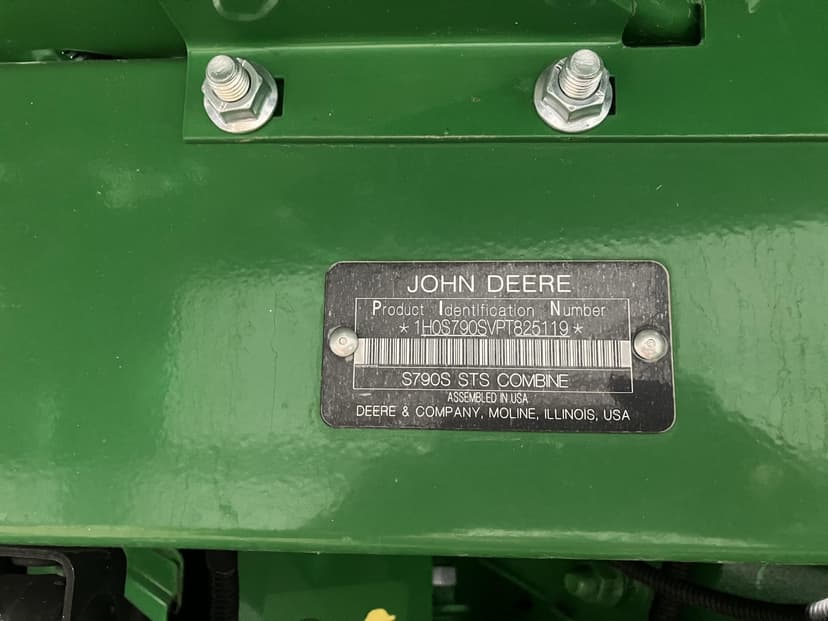 JOHN DEERE
Product Identification Number
*1H0S790SVPT825119*
S790S STS COMBINE
ASSEMBLED IN USA
DEERE & COMPANY, MOLINE, ILLINOIS, USA